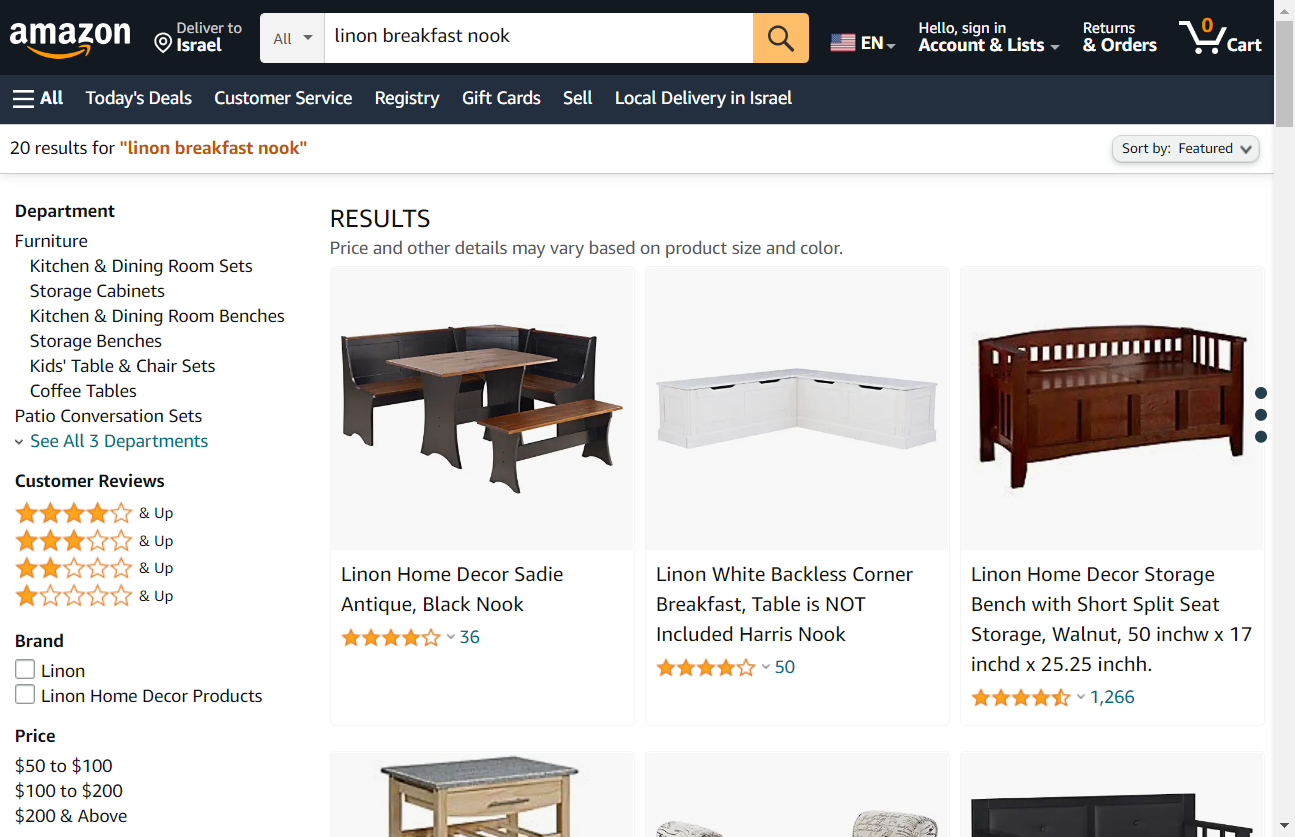 amazon
Deliver to
Israel
All
linon breakfast nook
EN
Hello, sign in
Account & Lists
Returns
& Orders
0
Cart
All
Today's Deals
Customer Service
Registry
Gift Cards
Sell
Local Delivery in Israel
20 results for "linon breakfast nook"
Sort by: Featured
Department
Furniture
Kitchen & Dining Room Sets
Storage Cabinets
Kitchen & Dining Room Benches
Storage Benches
Kids' Table & Chair Sets
Coffee Tables
Patio Conversation Sets
See All 3 Departments
Customer Reviews
& Up
& Up
& Up
& Up
Brand
Linon
Linon Home Decor Products
Price
$50 to $100
$100 to $200
$200 & Above
RESULTS
Price and other details may vary based on product size and color.
Linon Home Decor Sadie
Antique, Black Nook
36
Linon White Backless Corner
Breakfast, Table is NOT
Included Harris Nook
50
Linon Home Decor Storage
Bench with Short Split Seat
Storage, Walnut, 50 inchw x 17
inchd x 25.25 inchh.
1,266